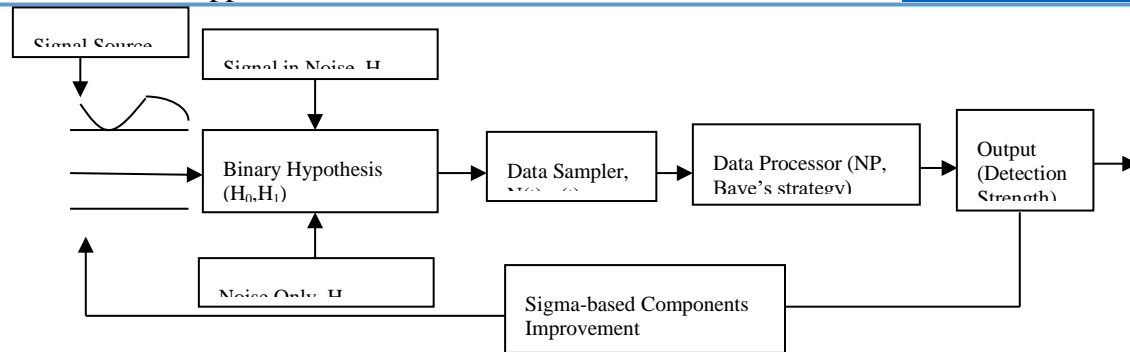 Signal Source
Signal in Noise, H
Binary Hypothesis
(H₀,H₁)
Data Sampler,
Data Processor (NP,
Baye's strategy)
Output
(Detection
Strength)
Noise Only, H
Sigma-based Components
Improvement